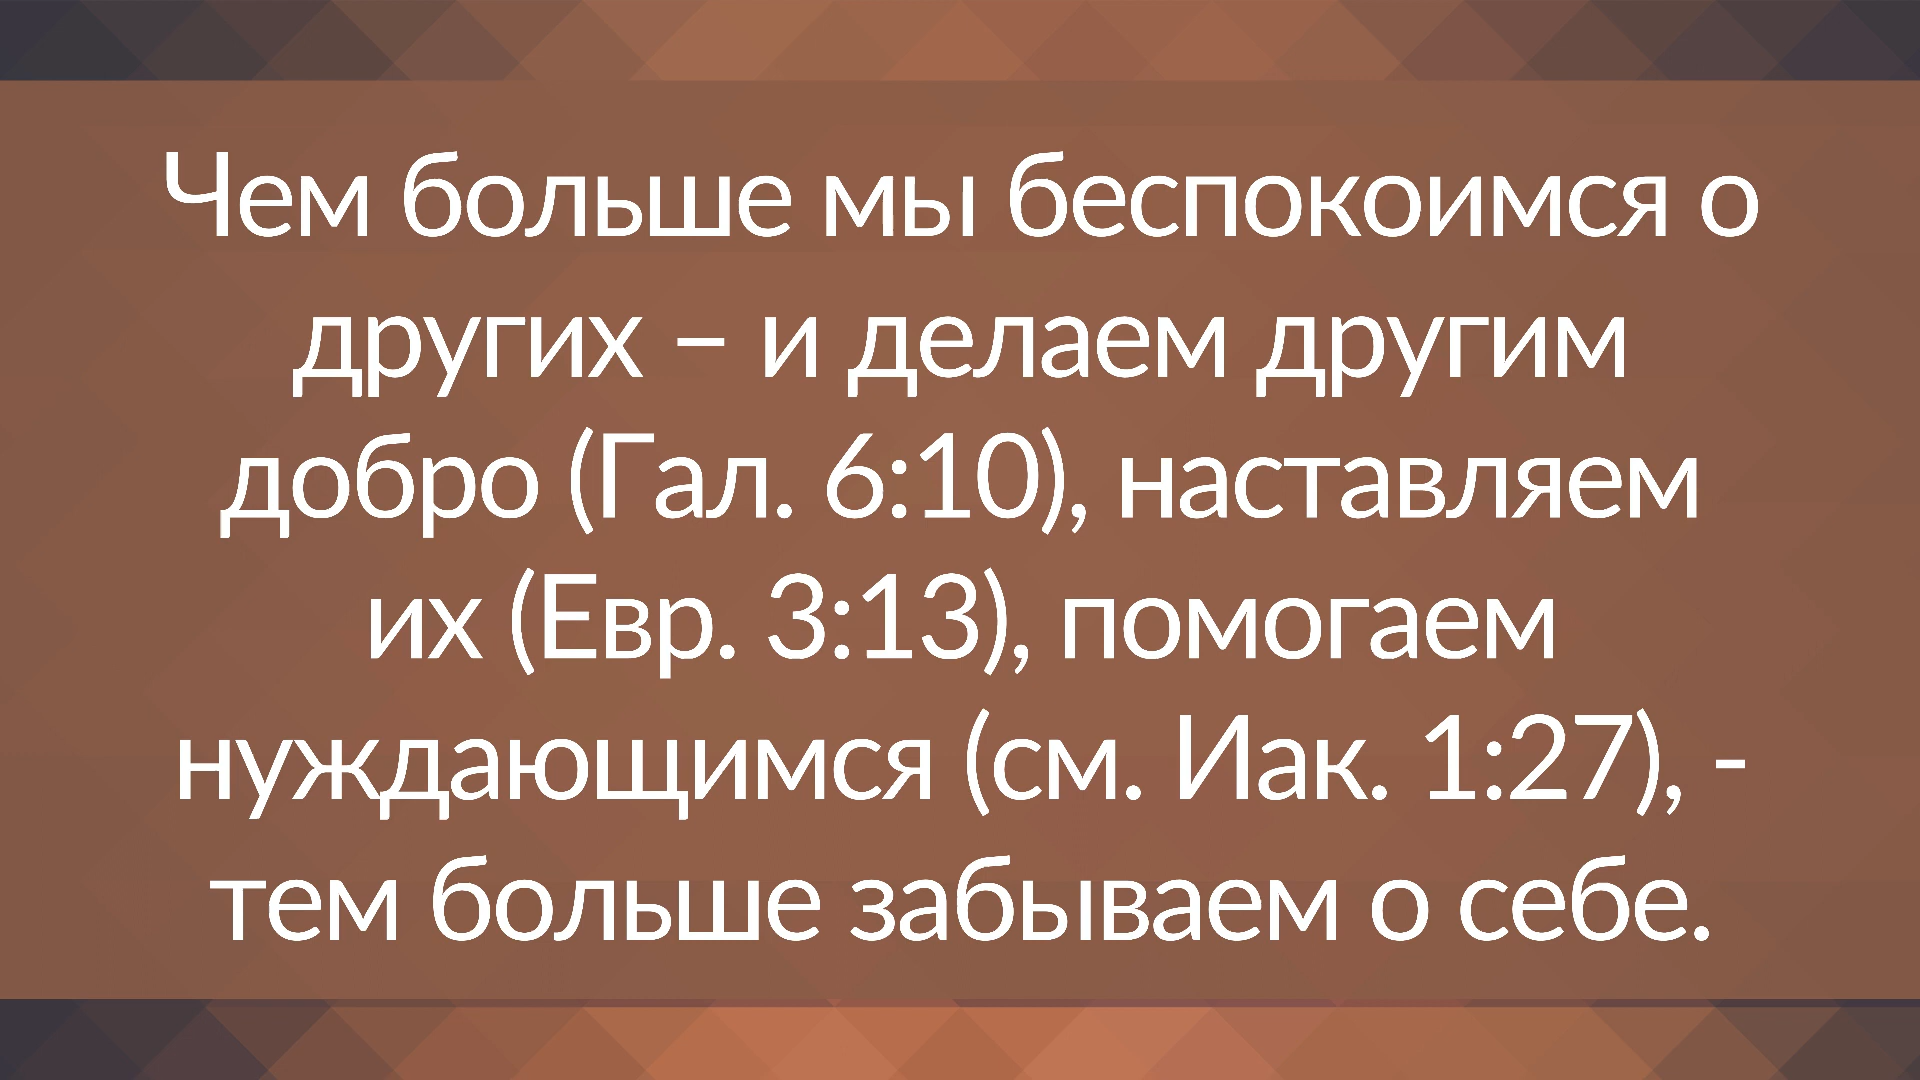 Чем больше мы беспокоимся о
других – и делаем другим
добро (Гал. 6:10), наставляем
их (Евр. 3:13), помогаем
нуждающимся (см. Иак. 1:27), -
тем больше забываем о себе.